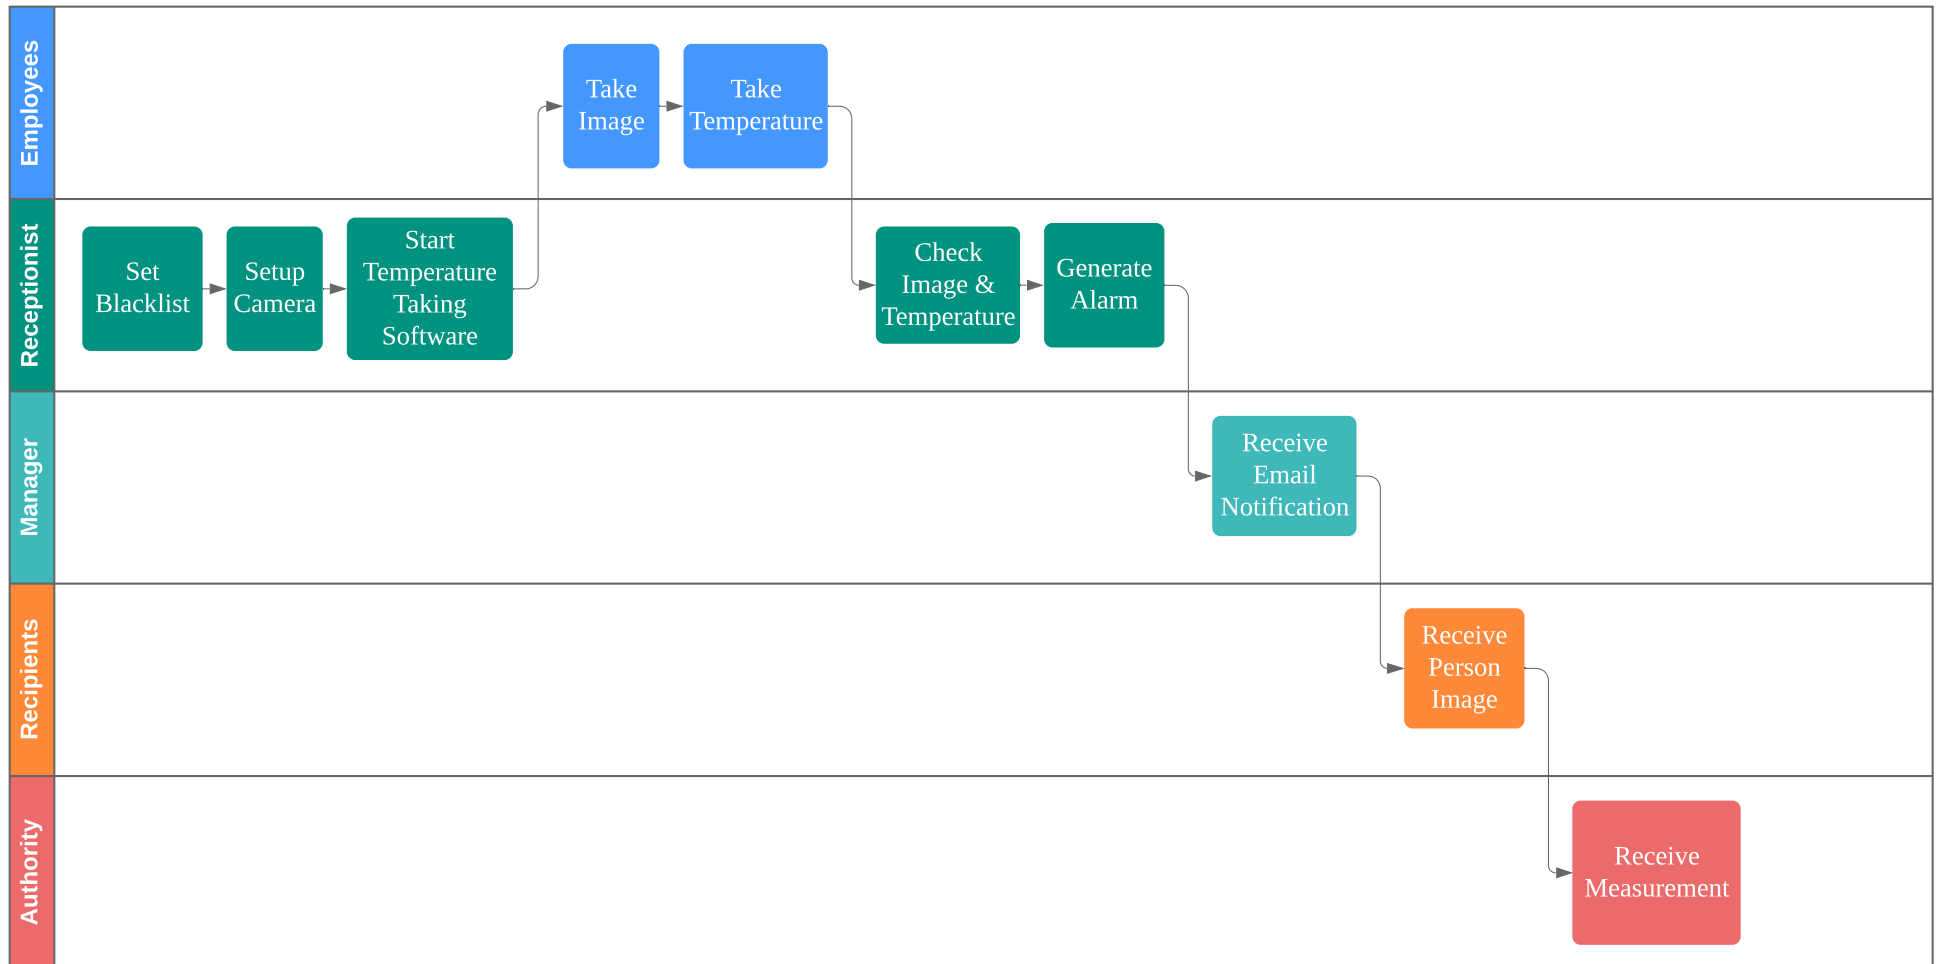 Employees
Take
Image
Take
Temperature
Receptionist
Set
Blacklist
Setup
Camera
Start
Temperature
Taking
Software
Check
Image &
Temperature
Generate
Alarm
Manager
Receive
Email
Notification
Recipients
Receive
Person
Image
Authority
Receive
Measurement